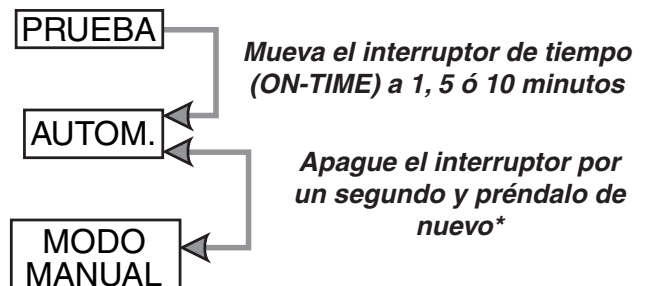 PRUEBA
Mueva el interruptor de tiempo
(ON-TIME) a 1, 5 ó 10 minutos
AUTOM.
Apague el interruptor por
un segundo y préndalo de
nuevo*
MODO
MANUAL